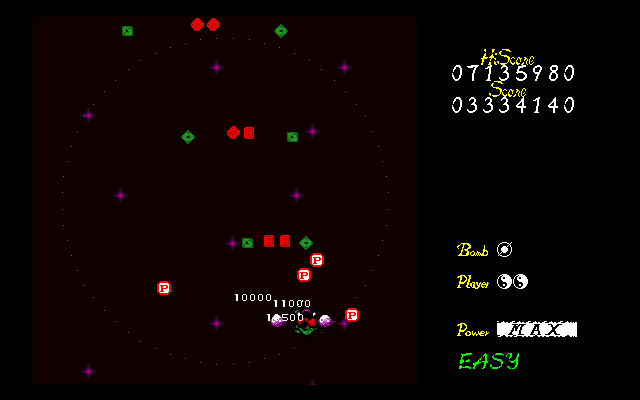 HiScore
07135980
Score
03334140
P
P
P
10000
11000
P
Bomb
Player
Power MAX
EASY